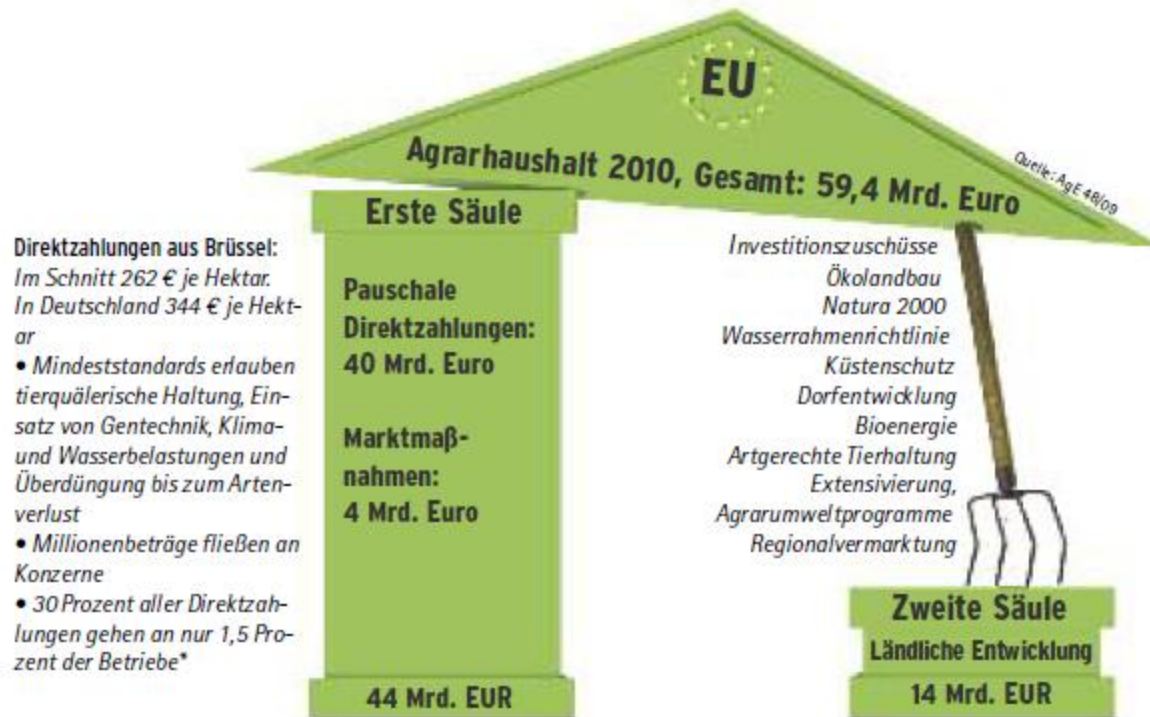 EU
Agrarhaushalt 2010, Gesamt: 59,4 Mrd. Euro
Quelle: AgE 48/09
Direktzahlungen aus Brüssel:
Im Schnitt 262 € je Hektar.
In Deutschland 344 € je Hekt-
ar
• Mindeststandards erlauben
tierquälerische Haltung, Ein-
satz von Gentechnik, Klima-
und Wasserbelastungen und
Überdüngung bis zum Arten-
verlust
• Millionenbeträge fließen an
Konzerne
• 30 Prozent aller Direktzah-
lungen gehen an nur 1,5 Pro-
zent der Betriebe*
Erste Säule
Pauschale
Direktzahlungen:
40 Mrd. Euro
Marktmaß-
nahmen:
4 Mrd. Euro
44 Mrd. EUR
Investitionszuschüsse
Ökolandbau
Natura 2000
Wasserrahmenrichtlinie
Küstenschutz
Dorfentwicklung
Bioenergie
Artgerechte Tierhaltung
Extensivierung,
Agrarumweltprogramme
Regionalvermarktung
Zweite Säule
Ländliche Entwicklung
14 Mrd. EUR